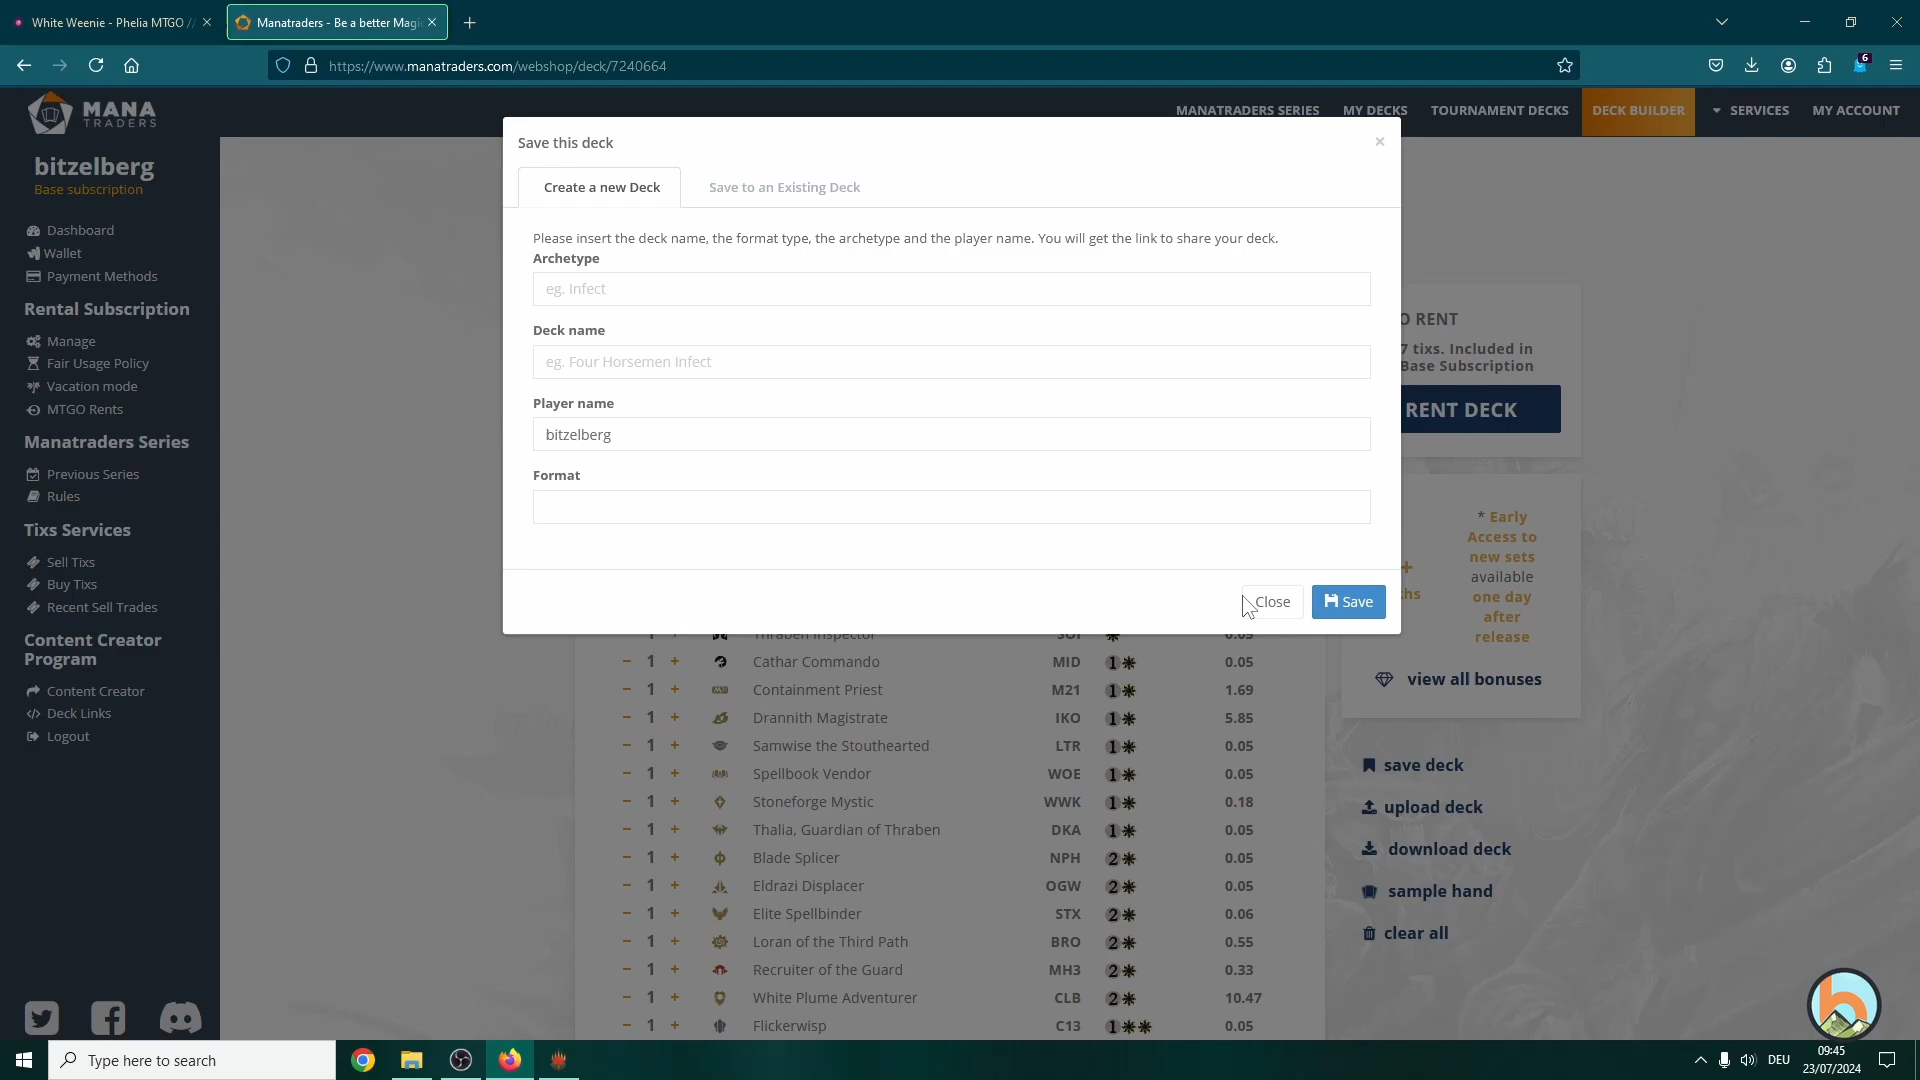 White Weenie - Phelia MTGO //
Manatraders - Be a better Magi
https://www.manatraders.com/webshop/deck/7240664
6
MANA
TRADERS
MANATRADERS SERIES
MY DECKS
TOURNAMENT DECKS
DECK BUILDER
SERVICES
MY ACCOUNT
bitzelberg
Base subscription
Dashboard
Wallet
Payment Methods
Rental Subscription
Manage
Fair Usage Policy
Vacation mode
MTGO Rents
Manatraders Series
Previous Series
Rules
Tixs Services
Sell Tixs
Buy Tixs
Recent Sell Trades
Content Creator
Program
Content Creator
Deck Links
Logout
Save this deck
×
Create a new Deck
Save to an Existing Deck
Please insert the deck name, the format type, the archetype and the player name. You will get the link to share your deck.
Archetype
eg. Infect
Deck name
eg. Four Horsemen Infect
Player name
bitzelberg
Format
Close
Save
O RENT
7 tixs. Included in
Base Subscription
RENT DECK
* Early
Access to
new sets
available
one day
after
release
+
ths
view all bonuses
save deck
upload deck
download deck
sample hand
clear all
− 1 + Thraben Inspector SOI 0.05
− 1 + Cathar Commando MID 1 0.05
− 1 + Containment Priest M21 1 1.69
− 1 + Drannith Magistrate IKO 1 5.85
− 1 + Samwise the Stouthearted LTR 1 0.05
− 1 + Spellbook Vendor WOE 1 0.05
− 1 + Stoneforge Mystic WWK 1 0.18
− 1 + Thalia, Guardian of Thraben DKA 1 0.05
− 1 + Blade Splicer NPH 2 0.05
− 1 + Eldrazi Displacer OGW 2 0.05
− 1 + Elite Spellbinder STX 2 0.06
− 1 + Loran of the Third Path BRO 2 0.55
− 1 + Recruiter of the Guard MH3 2 0.33
− 1 + White Plume Adventurer CLB 2 10.47
− 1 + Flickerwisp C13 1 0.05
Type here to search
DEU
09:45
23/07/2024